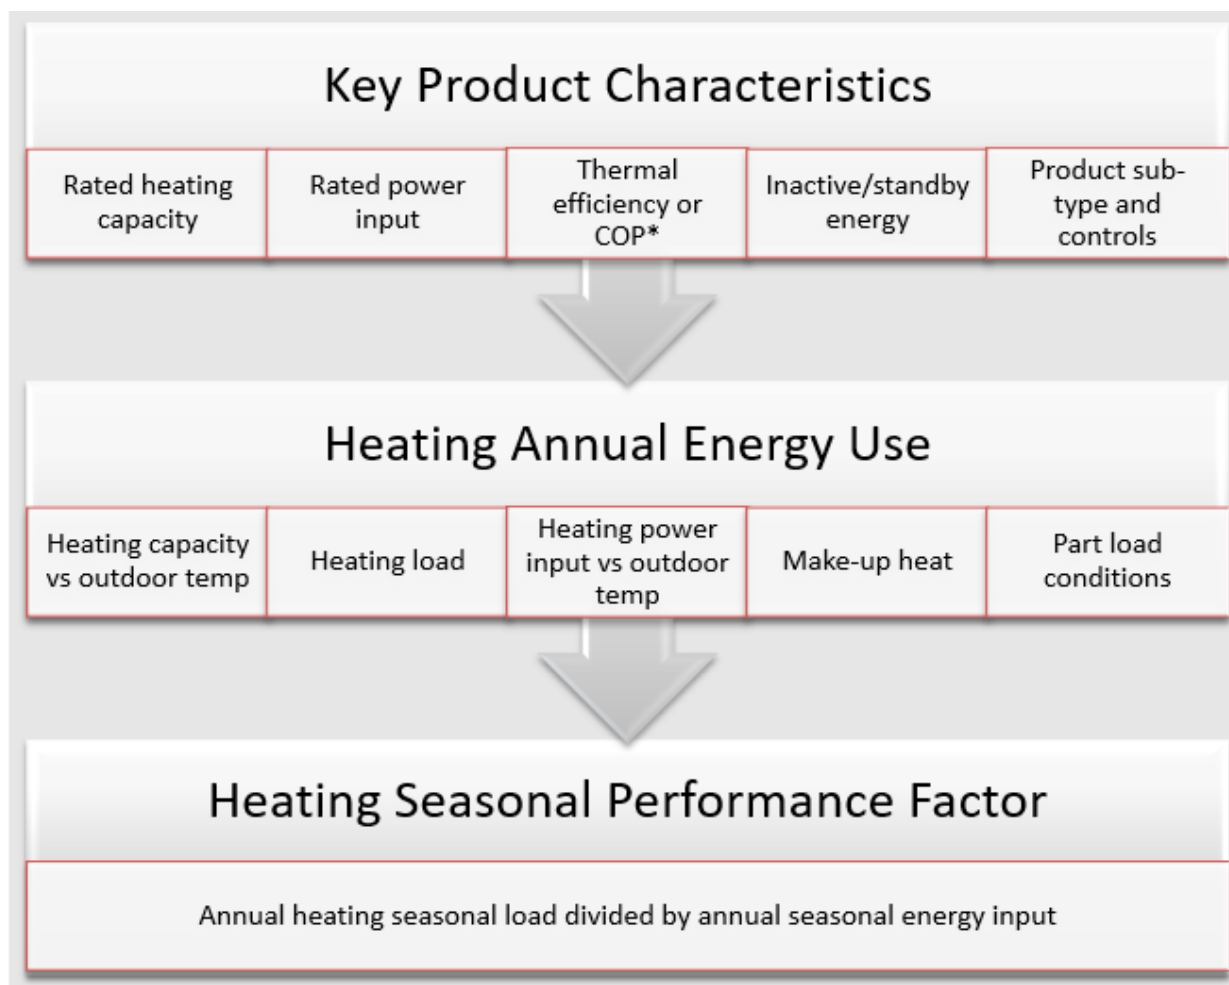 Key Product Characteristics
Rated heating
capacity
Rated power
input
Thermal
efficiency or
COP*
Inactive/standby
energy
Product sub-
type and
controls
Heating Annual Energy Use
Heating capacity
vs outdoor temp
Heating load
Heating power
input vs outdoor
temp
Make-up heat
Part load
conditions
Heating Seasonal Performance Factor
Annual heating seasonal load divided by annual seasonal energy input